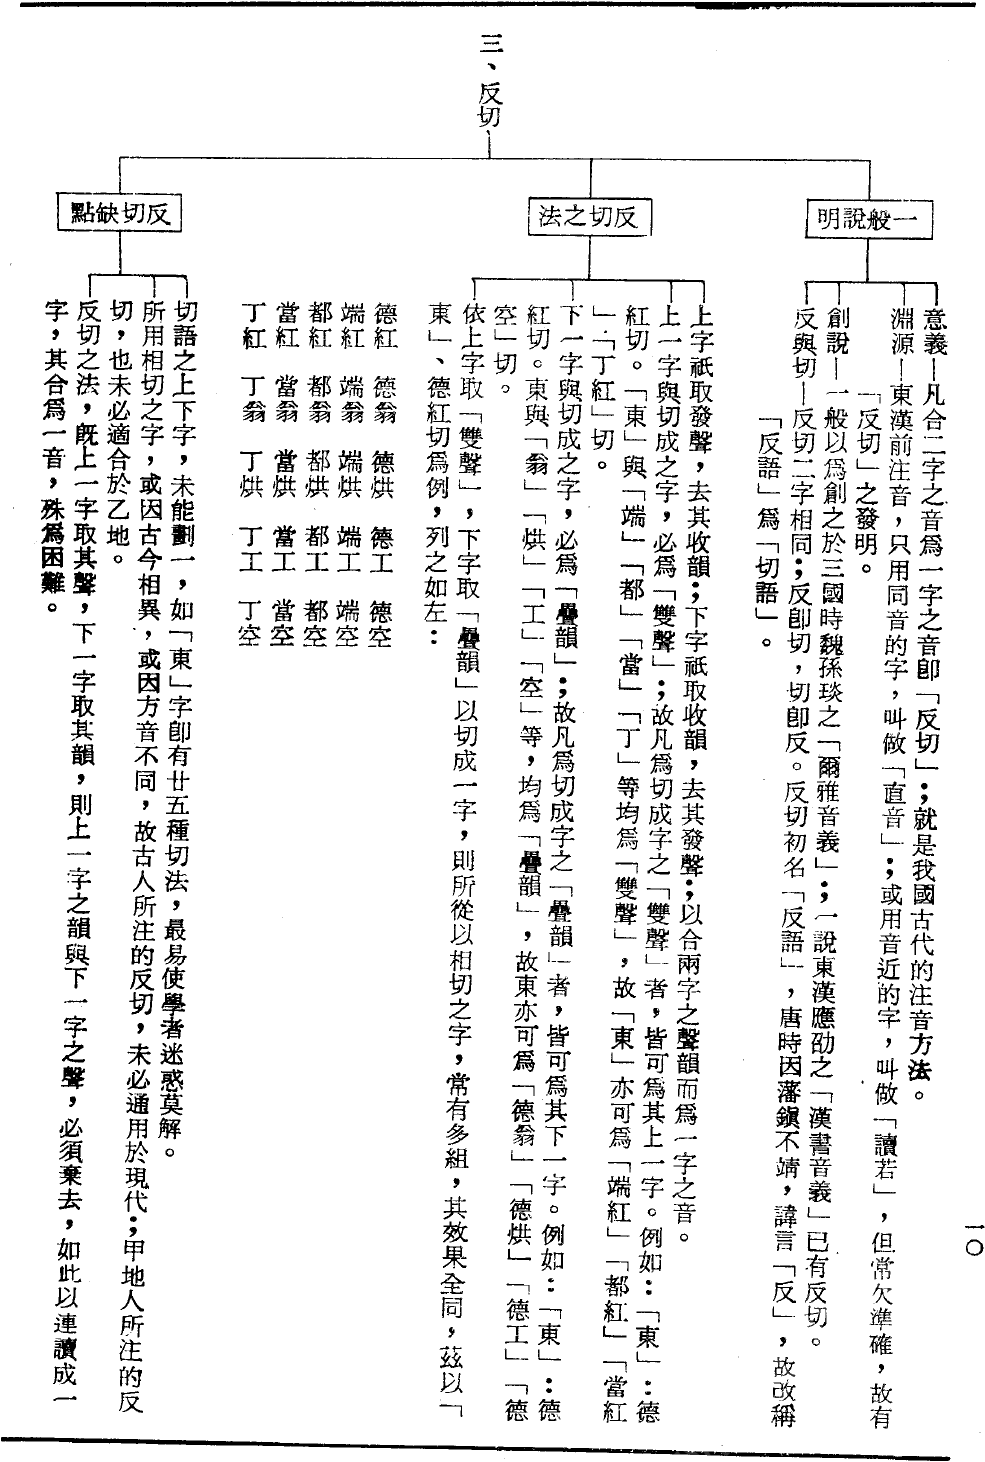 一〇
三、反切
一般說明
意義—凡合二字之音爲一字之音卽「反切」;就是我國古代的注音方法。
淵源—東漢前注音,只用同音的字,叫做「直音」;或用音近的字,叫做「讀若」,但常欠準確,故有
「反切」之發明。
創說—一般以爲創之於三國時魏孫琰之「爾雅音義」;一說東漢應劭之「漢書音義」已有反切。
反與切—反切二字相同;反卽切,切卽反。反切初名「反語」,唐時因藩鎭不靖,諱言「反」,故改稱
「反語」爲「切語」。
反切之法
上字祇取發聲,去其收韻;下字祇取收韻,去其發聲;以合兩字之聲韻而爲一字之音。
上一字與切成之字,必爲「雙聲」;故凡爲切成字之「雙聲」者,皆可爲其上一字。例如:「東」:德
紅切。「東」與「端」「都」「當」「丁」等均爲「雙聲」,故「東」亦可爲「端紅」「都紅」「當紅
」「丁紅」切。
下一字與切成之字,必爲「疊韻」;故凡爲切成字之「疊韻」者,皆可爲其下一字。例如:「東」:德
紅切。東與「翁」「烘」「工」「空」等,均爲「疊韻」,故東亦可爲「德翁」「德烘」「德工」「德
空」切。
依上字取「雙聲」,下字取「疊韻」以切成一字,則所從以相切之字,常有多組,其效果全同,茲以「
東」、德紅切爲例,列之如左:
德紅 德翁 德烘 德工 德空
端紅 端翁 端烘 端工 端空
都紅 都翁 都烘 都工 都空
當紅 當翁 當烘 當工 當空
丁紅 丁翁 丁烘 丁工 丁空
反切缺點
切語之上下字,未能劃一,如「東」字卽有廿五種切法,最易使學者迷惑莫解。
所用相切之字,或因古今相異,或因方音不同,故古人所注的反切,未必通用於現代;甲地人所注的反
切,也未必適合於乙地。
反切之法,旣上一字取其聲,下一字取其韻,則上一字之韻與下一字之聲,必須棄去,如此以連讀成一
字,其合爲一音,殊爲困難。